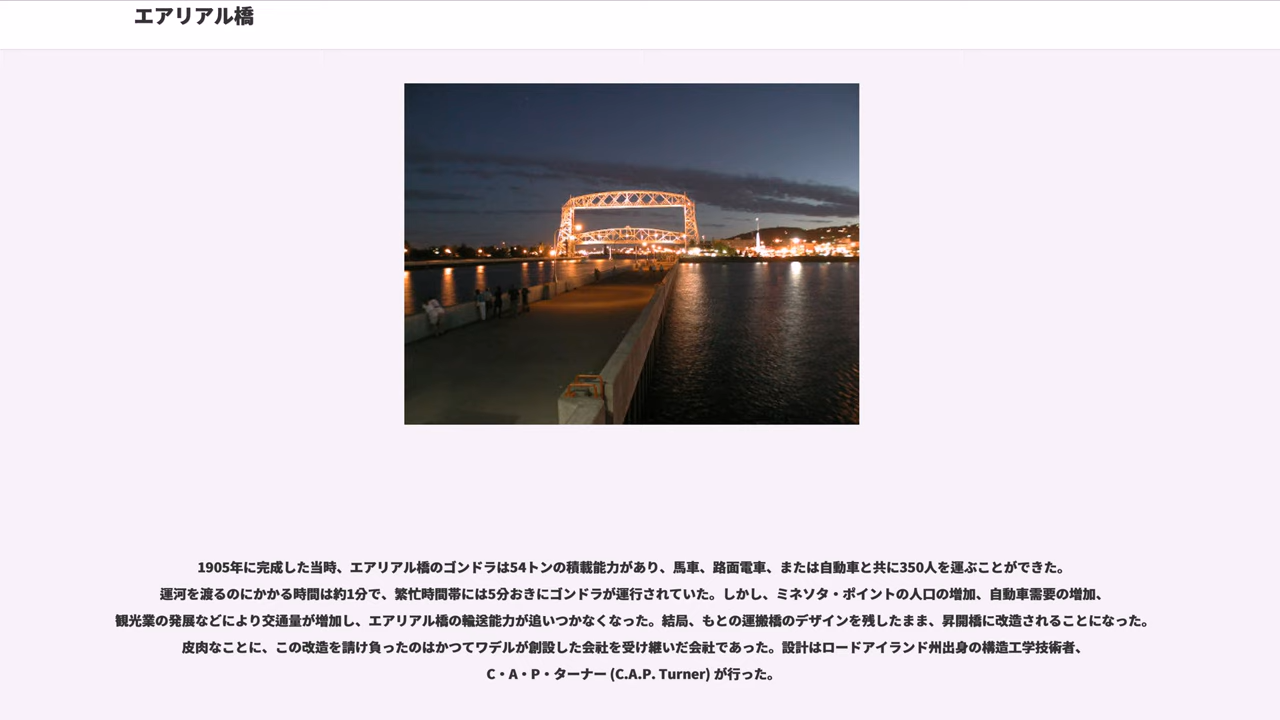 エアリアル橋
1905年に完成した当時、エアリアル橋のゴンドラは54トンの積載能力があり、馬車、路面電車、または自動車と共に350人を運ぶことができた。
運河を渡るのにかかる時間は約1分で、繁忙時間帯には5分おきにゴンドラが運行されていた。しかし、ミネソタ・ポイントの人口の増加、自動車需要の増加、
観光業の発展などにより交通量が増加し、エアリアル橋の輸送能力が追いつかなくなった。結局、もとの運搬橋のデザインを残したまま、昇開橋に改造されることになった。
皮肉なことに、この改造を請け負ったのはかつてワデルが創設した会社を受け継いだ会社であった。設計はロードアイランド州出身の構造工学技術者、
C・A・P・ターナー (C.A.P. Turner) が行った。